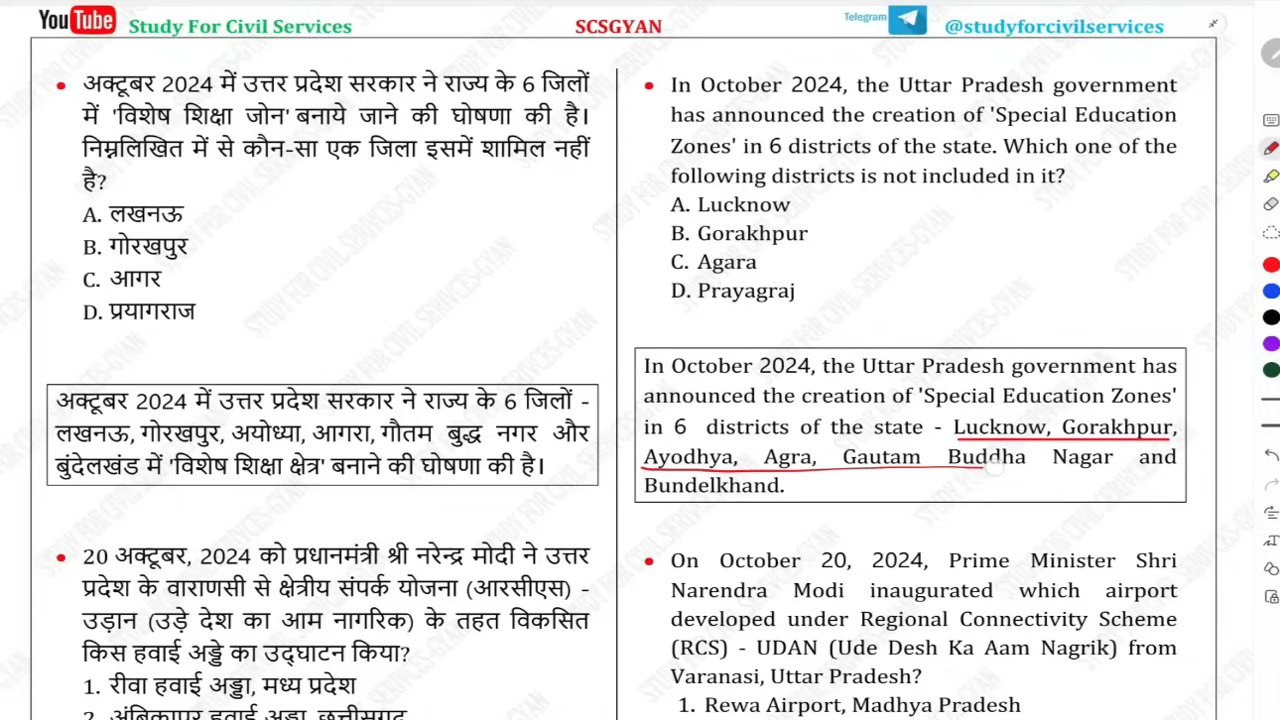 YouTube Study For Civil Services SCSGYAN Telegram @studyforcivilservices
अक्टूबर 2024 में उत्तर प्रदेश सरकार ने राज्य के 6 जिलों
में 'विशेष शिक्षा जोन' बनाये जाने की घोषणा की है।
निम्नलिखित में से कौन-सा एक जिला इसमें शामिल नहीं
है?
A. लखनऊ
B. गोरखपुर
C. आगर
D. प्रयागराज
अक्टूबर 2024 में उत्तर प्रदेश सरकार ने राज्य के 6 जिलों -
लखनऊ, गोरखपुर, अयोध्या, आगरा, गौतम बुद्ध नगर और
बुंदेलखंड में 'विशेष शिक्षा क्षेत्र' बनाने की घोषणा की है।
20 अक्टूबर, 2024 को प्रधानमंत्री श्री नरेन्द्र मोदी ने उत्तर
प्रदेश के वाराणसी से क्षेत्रीय संपर्क योजना (आरसीएस) -
उड़ान (उड़े देश का आम नागरिक) के तहत विकसित
किस हवाई अड्डे का उद्घाटन किया?
1. रीवा हवाई अड्डा, मध्य प्रदेश
2. अंबिकापुर हवाई अड्डा, छत्तीसगढ़
In October 2024, the Uttar Pradesh government
has announced the creation of 'Special Education
Zones' in 6 districts of the state. Which one of the
following districts is not included in it?
A. Lucknow
B. Gorakhpur
C. Agara
D. Prayagraj
In October 2024, the Uttar Pradesh government has
announced the creation of 'Special Education Zones'
in 6 districts of the state - Lucknow, Gorakhpur,
Ayodhya, Agra, Gautam Buddha Nagar and
Bundelkhand.
On October 20, 2024, Prime Minister Shri
Narendra Modi inaugurated which airport
developed under Regional Connectivity Scheme
(RCS) - UDAN (Ude Desh Ka Aam Nagrik) from
Varanasi, Uttar Pradesh?
1. Rewa Airport, Madhya Pradesh